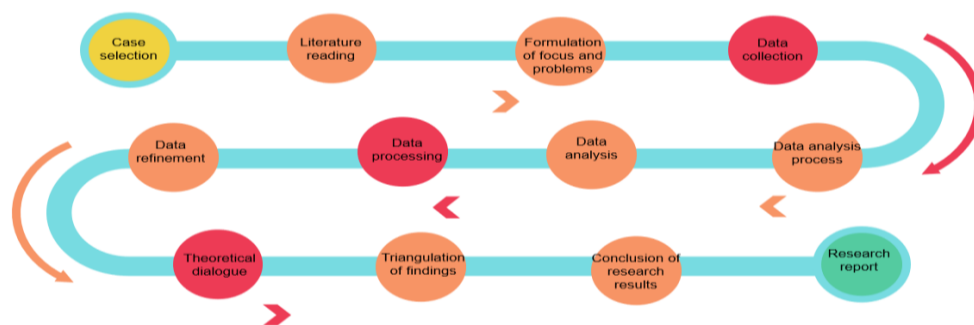 Case
selection
Literature
reading
Formulation
of focus and
problems
Data
collection
Data analysis
process
Data
analysis
Data
processing
Data
refinement
Theoretical
dialogue
Triangulation
of findings
Conclusion of
research
results
Research
report